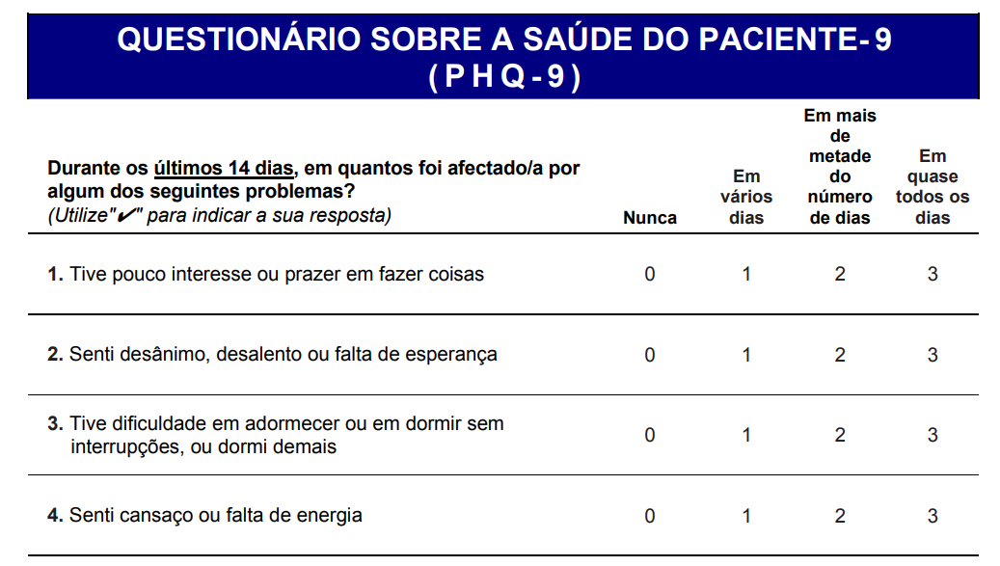 QUESTIONÁRIO SOBRE A SAÚDE DO PACIENTE-9
(PHQ-9)
Durante os últimos 14 dias, em quantos foi afectado/a por
algum dos seguintes problemas?
(Utilize"✔" para indicar a sua resposta)
Nunca
Em
vários
dias
Em mais
de
metade
do
número
de dias
Em
quase
todos os
dias
1. Tive pouco interesse ou prazer em fazer coisas 0 1 2 3
2. Senti desânimo, desalento ou falta de esperança 0 1 2 3
3. Tive dificuldade em adormecer ou em dormir sem
interrupções, ou dormi demais 0 1 2 3
4. Senti cansaço ou falta de energia 0 1 2 3